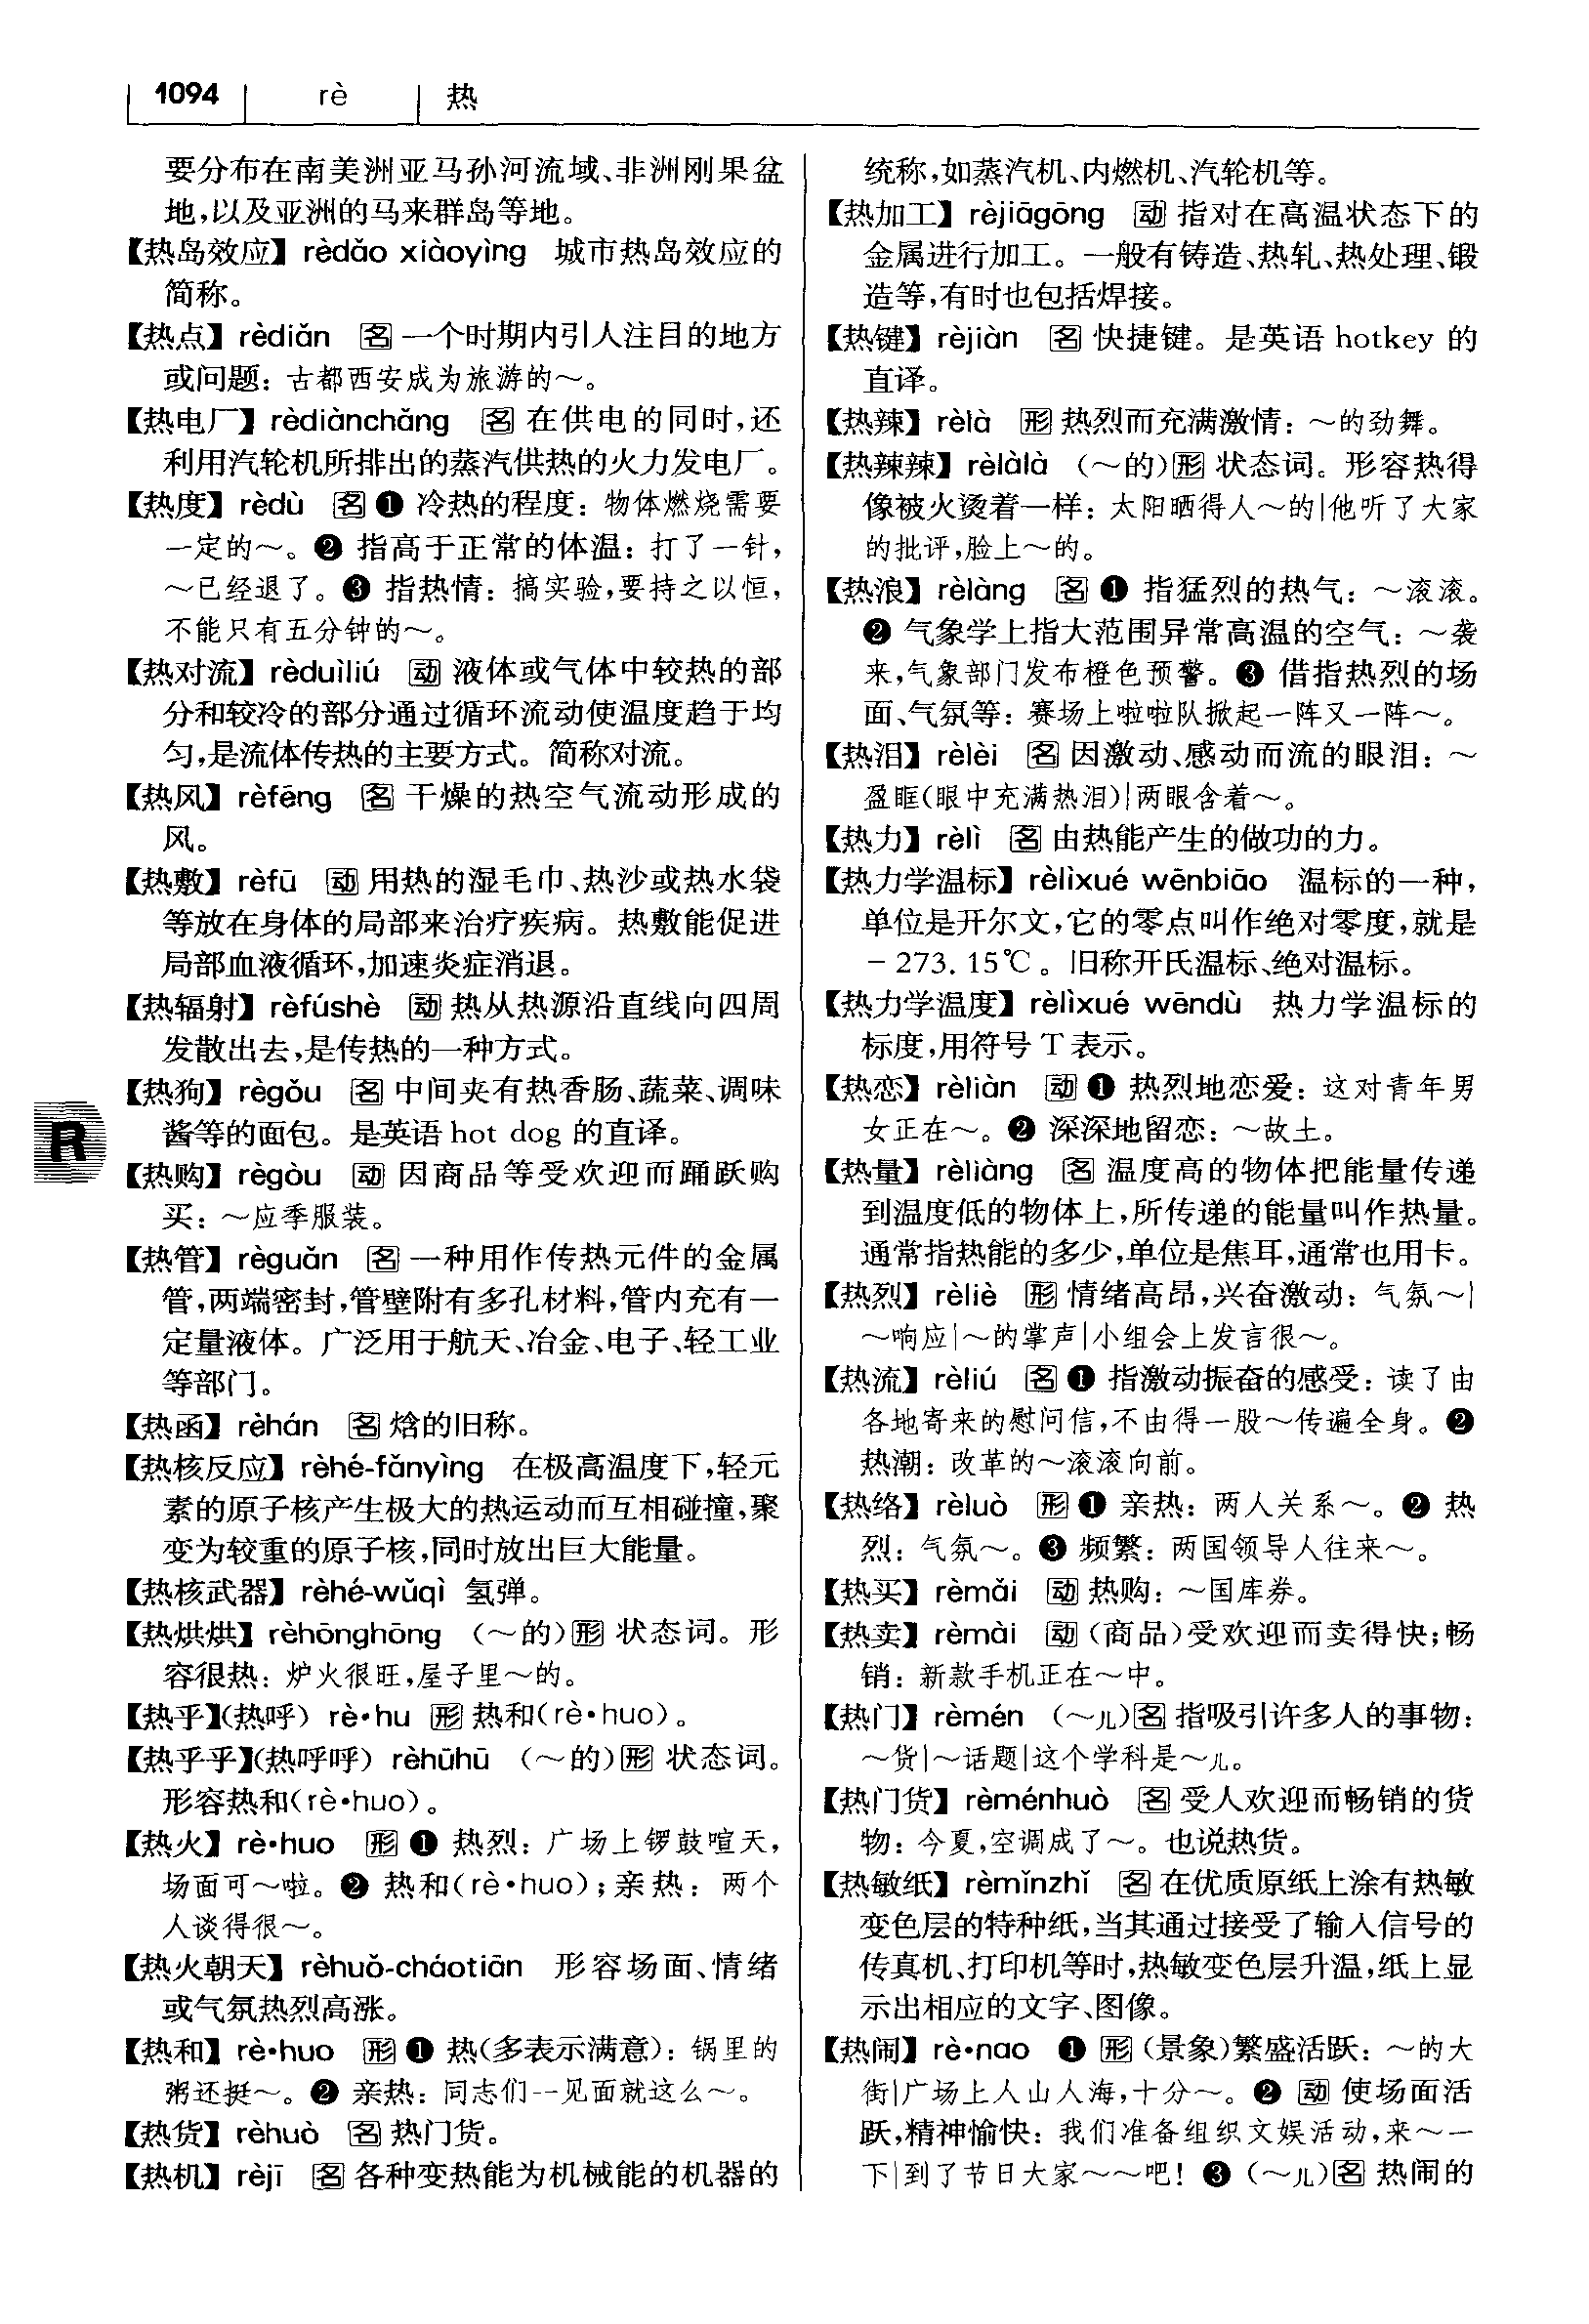 1094 rè 热
要分布在南美洲亚马孙河流域、非洲刚果盆
地,以及亚洲的马来群岛等地。
【热岛效应】rèdǎo xiàoyìng 城市热岛效应的
简称。
【热点】rèdiǎn 名 一个时期内引人注目的地方
或问题:古都西安成为旅游的~。
【热电厂】rèdiànchǎng 名 在供电的同时,还
利用汽轮机所排出的蒸汽供热的火力发电厂。
【热度】rèdù 名❶ 冷热的程度:物体燃烧需要
一定的~。❷ 指高于正常的体温:打了一针,
~已经退了。❸ 指热情:搞实验,要持之以恒,
不能只有五分钟的~。
【热对流】rèduìliú 动 液体或气体中较热的部
分和较冷的部分通过循环流动使温度趋于均
匀,是流体传热的主要方式。简称对流。
【热风】rèfēng 名 干燥的热空气流动形成的
风。
【热敷】rèfū 动 用热的湿毛巾、热沙或热水袋
等放在身体的局部来治疗疾病。热敷能促进
局部血液循环,加速炎症消退。
【热辐射】rèfúshè 动 热从热源沿直线向四周
发散出去,是传热的一种方式。
【热狗】règǒu 名 中间夹有热香肠、蔬菜、调味
酱等的面包。是英语 hot dog 的直译。
【热购】règòu 动 因商品等受欢迎而踊跃购
买:~应季服装。
【热管】règuǎn 名 一种用作传热元件的金属
管,两端密封,管壁附有多孔材料,管内充有一
定量液体。广泛用于航天、冶金、电子、轻工业
等部门。
【热函】rèhán 名 焓的旧称。
【热核反应】rèhé-fǎnyìng 在极高温度下,轻元
素的原子核产生极大的热运动而互相碰撞,聚
变为较重的原子核,同时放出巨大能量。
【热核武器】rèhé-wǔqì 氢弹。
【热烘烘】rèhōnghōng (~的)形 状态词。形
容很热:炉火很旺,屋子里~的。
【热乎】(热呼) rè•hu 形 热和(rè•huo)。
【热乎乎】(热呼呼) rèhūhū (~的)形 状态词。
形容热和(rè•huo)。
【热火】rè•huo 形❶ 热烈:广场上锣鼓喧天,
场面可~啦。❷ 热和(rè•huo);亲热:两个
人谈得很~。
【热火朝天】rèhuǒ-cháotiān 形容场面、情绪
或气氛热烈高涨。
【热和】rè•huo 形❶ 热(多表示满意):锅里的
粥还挺~。❷ 亲热:同志们一见面就这么~。
【热货】rèhuò 名 热门货。
【热机】rèjī 名 各种变热能为机械能的机器的
R
统称,如蒸汽机、内燃机、汽轮机等。
【热加工】rèjiāgōng 动 指对在高温状态下的
金属进行加工。一般有铸造、热轧、热处理、锻
造等,有时也包括焊接。
【热键】rèjiàn 名 快捷键。是英语 hotkey 的
直译。
【热辣】rèlà 形 热烈而充满激情:~的劲舞。
【热辣辣】rèlàlà (~的)形 状态词。形容热得
像被火烫着一样:太阳晒得人~的|他听了大家
的批评,脸上~的。
【热浪】rèlàng 名❶ 指猛烈的热气:~滚滚。
❷ 气象学上指大范围异常高温的空气:~袭
来,气象部门发布橙色预警。❸ 借指热烈的场
面、气氛等:赛场上啦啦队掀起一阵又一阵~。
【热泪】rèlèi 名 因激动、感动而流的眼泪:~
盈眶(眼中充满热泪)|两眼含着~。
【热力】rèlì 名 由热能产生的做功的力。
【热力学温标】rèlìxué wēnbiāo 温标的一种,
单位是开尔文,它的零点叫作绝对零度,就是
－273.15℃。旧称开氏温标、绝对温标。
【热力学温度】rèlìxué wēndù 热力学温标的
标度,用符号 T 表示。
【热恋】rèliàn 动❶ 热烈地恋爱:这对青年男
女正在~。❷ 深深地留恋:~故土。
【热量】rèliàng 名 温度高的物体把能量传递
到温度低的物体上,所传递的能量叫作热量。
通常指热能的多少,单位是焦耳,通常也用卡。
【热烈】rèliè 形 情绪高昂,兴奋激动:气氛~|
~响应|~的掌声|小组会上发言很~。
【热流】rèliú 名❶ 指激动振奋的感受:读了由
各地寄来的慰问信,不由得一股~传遍全身。❷
热潮:改革的~滚滚向前。
【热络】rèluò 形❶ 亲热:两人关系~。❷ 热
烈:气氛~。❸ 频繁:两国领导人往来~。
【热买】rèmǎi 动 热购:~国库券。
【热卖】rèmài 动 (商品)受欢迎而卖得快;畅
销:新款手机正在~中。
【热门】rèmén (~儿)名 指吸引许多人的事物:
~货|~话题|这个学科是~儿。
【热门货】rèménhuò 名 受人欢迎而畅销的货
物:今夏,空调成了~。也说热货。
【热敏纸】rèmǐnzhǐ 名 在优质原纸上涂有热敏
变色层的特种纸,当其通过接受了输入信号的
传真机、打印机等时,热敏变色层升温,纸上显
示出相应的文字、图像。
【热闹】rè•nao ❶ 形 (景象)繁盛活跃:~的大
街|广场上人山人海,十分~。❷ 动 使场面活
跃,精神愉快:我们准备组织文娱活动,来~一
下|到了节日大家~~吧!❸ (~儿)名 热闹的